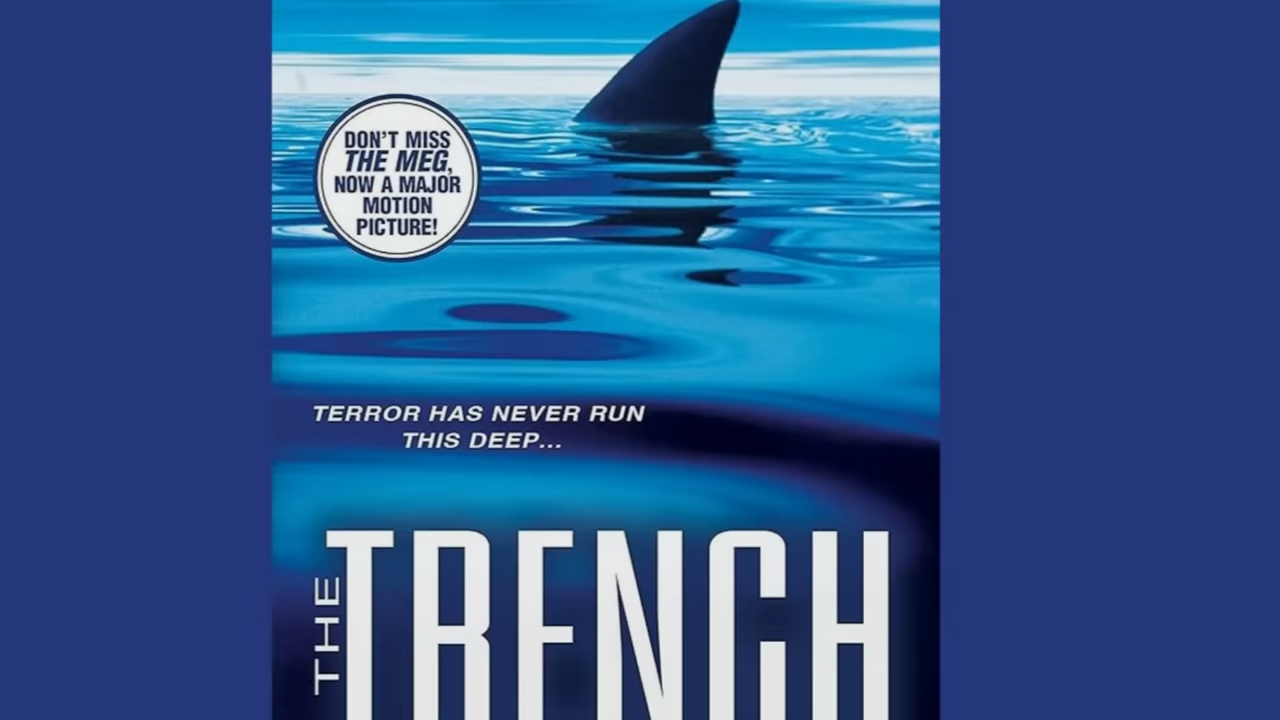 DON'T MISS
THE MEG,
NOW A MAJOR
MOTION
PICTURE!
TERROR HAS NEVER RUN
THIS DEEP...
THE TRENCH